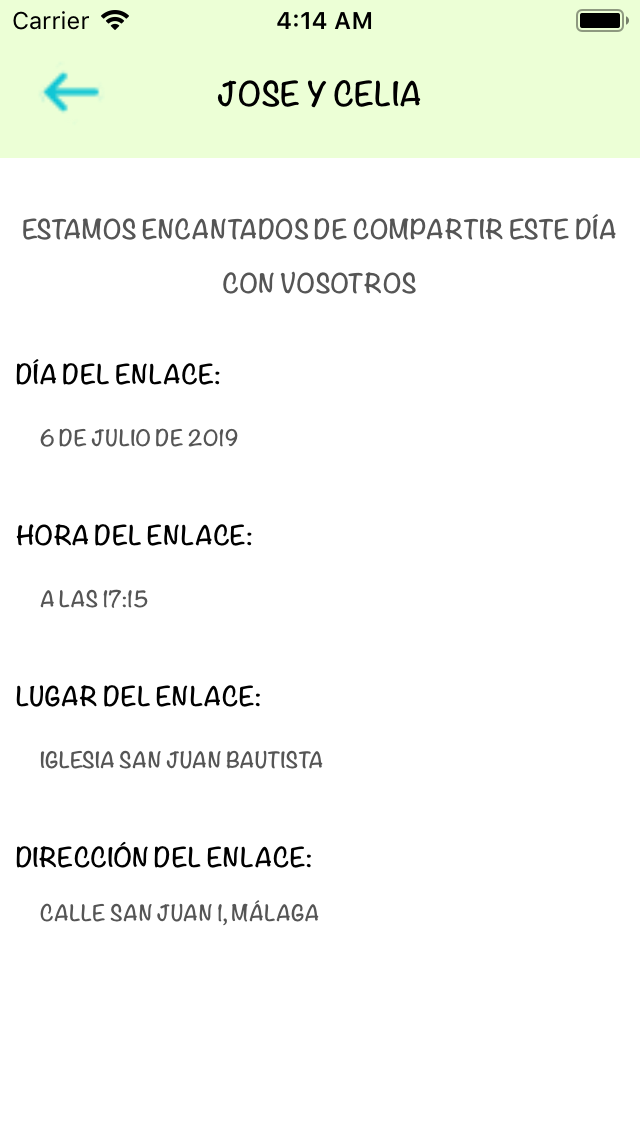 Carrier 4:14 AM
JOSE Y CELIA
ESTAMOS ENCANTADOS DE COMPARTIR ESTE DÍA
CON VOSOTROS
DÍA DEL ENLACE:
6 DE JULIO DE 2019
HORA DEL ENLACE:
A LAS 17:15
LUGAR DEL ENLACE:
IGLESIA SAN JUAN BAUTISTA
DIRECCIÓN DEL ENLACE:
CALLE SAN JUAN 1, MÁLAGA